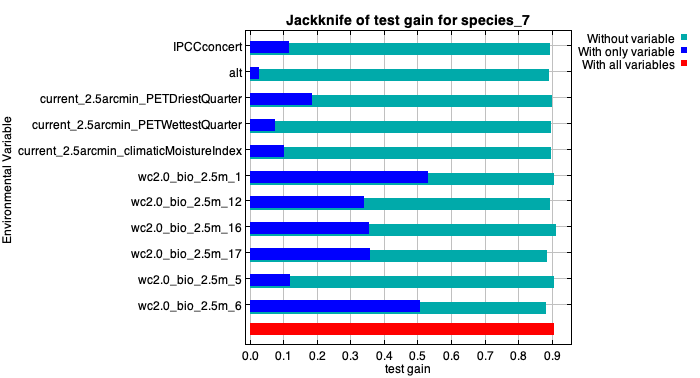 Jackknife of test gain for species_7
Without variable
With only variable
With all variables
Environmental Variable
IPCCconcert
alt
current_2.5arcmin_PETDriestQuarter
current_2.5arcmin_PETWettestQuarter
current_2.5arcmin_climaticMoistureIndex
wc2.0_bio_2.5m_1
wc2.0_bio_2.5m_12
wc2.0_bio_2.5m_16
wc2.0_bio_2.5m_17
wc2.0_bio_2.5m_5
wc2.0_bio_2.5m_6
0.0 0.1 0.2 0.3 0.4 0.5 0.6 0.7 0.8 0.9
test gain